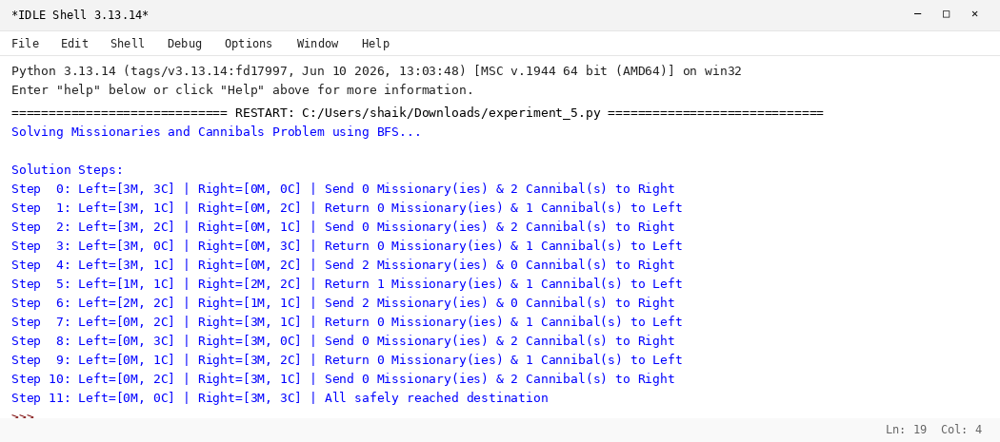 *IDLE Shell 3.13.14*
File Edit Shell Debug Options Window Help
Python 3.13.14 (tags/v3.13.14:fd17997, Jun 10 2026, 13:03:48) [MSC v.1944 64 bit (AMD64)] on win32
Enter "help" below or click "Help" above for more information.
============================= RESTART: C:/Users/shaik/Downloads/experiment_5.py =============================
Solving Missionaries and Cannibals Problem using BFS...
Solution Steps:
Step  0: Left=[3M, 3C] | Right=[0M, 0C] | Send 0 Missionary(ies) & 2 Cannibal(s) to Right
Step  1: Left=[3M, 1C] | Right=[0M, 2C] | Return 0 Missionary(ies) & 1 Cannibal(s) to Left
Step  2: Left=[3M, 2C] | Right=[0M, 1C] | Send 0 Missionary(ies) & 2 Cannibal(s) to Right
Step  3: Left=[3M, 0C] | Right=[0M, 3C] | Return 0 Missionary(ies) & 1 Cannibal(s) to Left
Step  4: Left=[3M, 1C] | Right=[0M, 2C] | Send 2 Missionary(ies) & 0 Cannibal(s) to Right
Step  5: Left=[1M, 1C] | Right=[2M, 2C] | Return 1 Missionary(ies) & 1 Cannibal(s) to Left
Step  6: Left=[2M, 2C] | Right=[1M, 1C] | Send 2 Missionary(ies) & 0 Cannibal(s) to Right
Step  7: Left=[0M, 2C] | Right=[3M, 1C] | Return 0 Missionary(ies) & 1 Cannibal(s) to Left
Step  8: Left=[0M, 3C] | Right=[3M, 0C] | Send 0 Missionary(ies) & 2 Cannibal(s) to Right
Step  9: Left=[0M, 1C] | Right=[3M, 2C] | Return 0 Missionary(ies) & 1 Cannibal(s) to Left
Step 10: Left=[0M, 2C] | Right=[3M, 1C] | Send 0 Missionary(ies) & 2 Cannibal(s) to Right
Step 11: Left=[0M, 0C] | Right=[3M, 3C] | All safely reached destination
>>>
Ln: 19  Col: 4